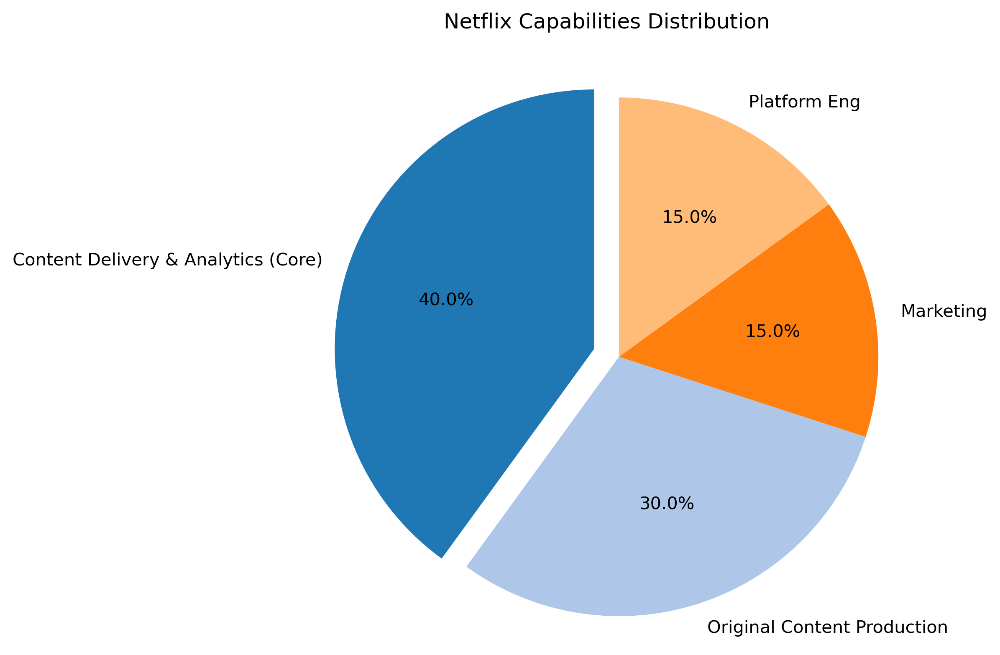 Netflix Capabilities Distribution
Platform Eng
15.0%
Content Delivery & Analytics (Core)
40.0%
Marketing
15.0%
30.0%
Original Content Production